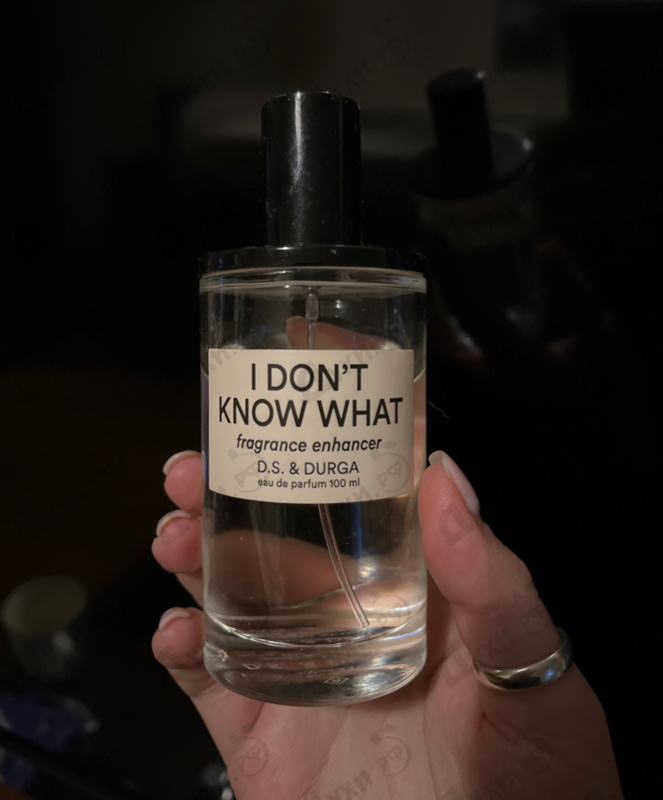 I DON'T
KNOW WHAT
fragrance enhancer
D.S. & DURGA
eau de parfum 100 ml